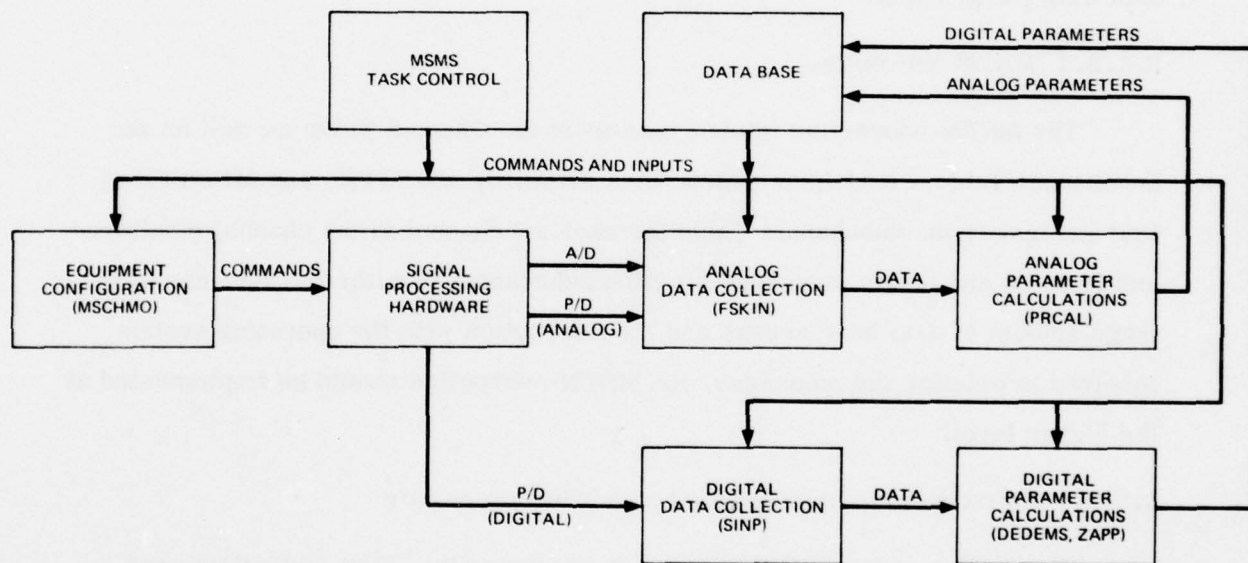 MSMS
TASK CONTROL
DATA BASE
DIGITAL PARAMETERS
ANALOG PARAMETERS
COMMANDS AND INPUTS
EQUIPMENT
CONFIGURATION
(MSCHMO)
COMMANDS
SIGNAL
PROCESSING
HARDWARE
A/D
P/D
(ANALOG)
ANALOG
DATA COLLECTION
(FSKIN)
DATA
ANALOG
PARAMETER
CALCULATIONS
(PRCAL)
P/D
(DIGITAL)
DIGITAL
DATA COLLECTION
(SINP)
DATA
DIGITAL
PARAMETER
CALCULATIONS
(DEDEMS, ZAPP)